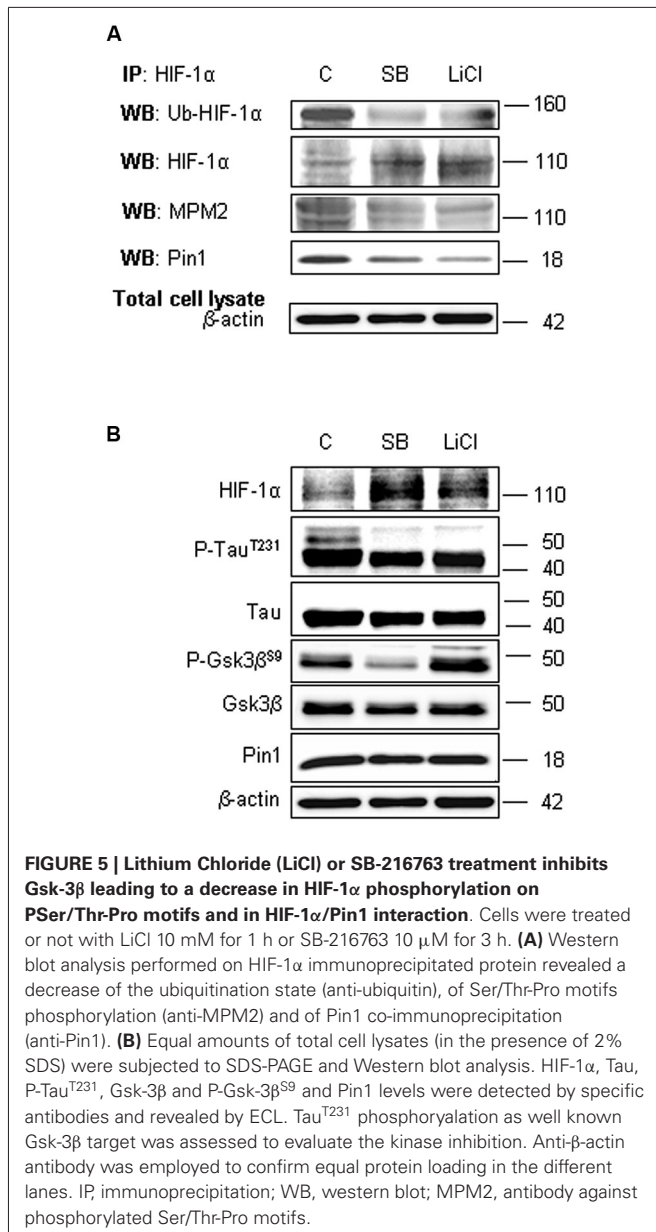 A
IP: HIF-1α C SB LiCl
WB: Ub-HIF-1α 160
WB: HIF-1α 110
WB: MPM2 110
WB: Pin1 18
Total cell lysate
β-actin 42
B
C SB LiCl
HIF-1α 110
P-Tau^T231 50
40
Tau 50
40
P-Gsk3β^S9 50
Gsk3β 50
Pin1 18
β-actin 42
FIGURE 5 | Lithium Chloride (LiCl) or SB-216763 treatment inhibits
Gsk-3β leading to a decrease in HIF-1α phosphorylation on
PSer/Thr-Pro motifs and in HIF-1α/Pin1 interaction. Cells were treated
or not with LiCl 10 mM for 1 h or SB-216763 10 μM for 3 h. (A) Western
blot analysis performed on HIF-1α immunoprecipitated protein revealed a
decrease of the ubiquitination state (anti-ubiquitin), of Ser/Thr-Pro motifs
phosphorylation (anti-MPM2) and of Pin1 co-immunoprecipitation
(anti-Pin1). (B) Equal amounts of total cell lysates (in the presence of 2%
SDS) were subjected to SDS-PAGE and Western blot analysis. HIF-1α, Tau,
P-Tau^T231, Gsk-3β and P-Gsk-3β^S9 and Pin1 levels were detected by specific
antibodies and revealed by ECL. Tau^T231 phosphoryalation as well known
Gsk-3β target was assessed to evaluate the kinase inhibition. Anti-β-actin
antibody was employed to confirm equal protein loading in the different
lanes. IP, immunoprecipitation; WB, western blot; MPM2, antibody against
phosphorylated Ser/Thr-Pro motifs.